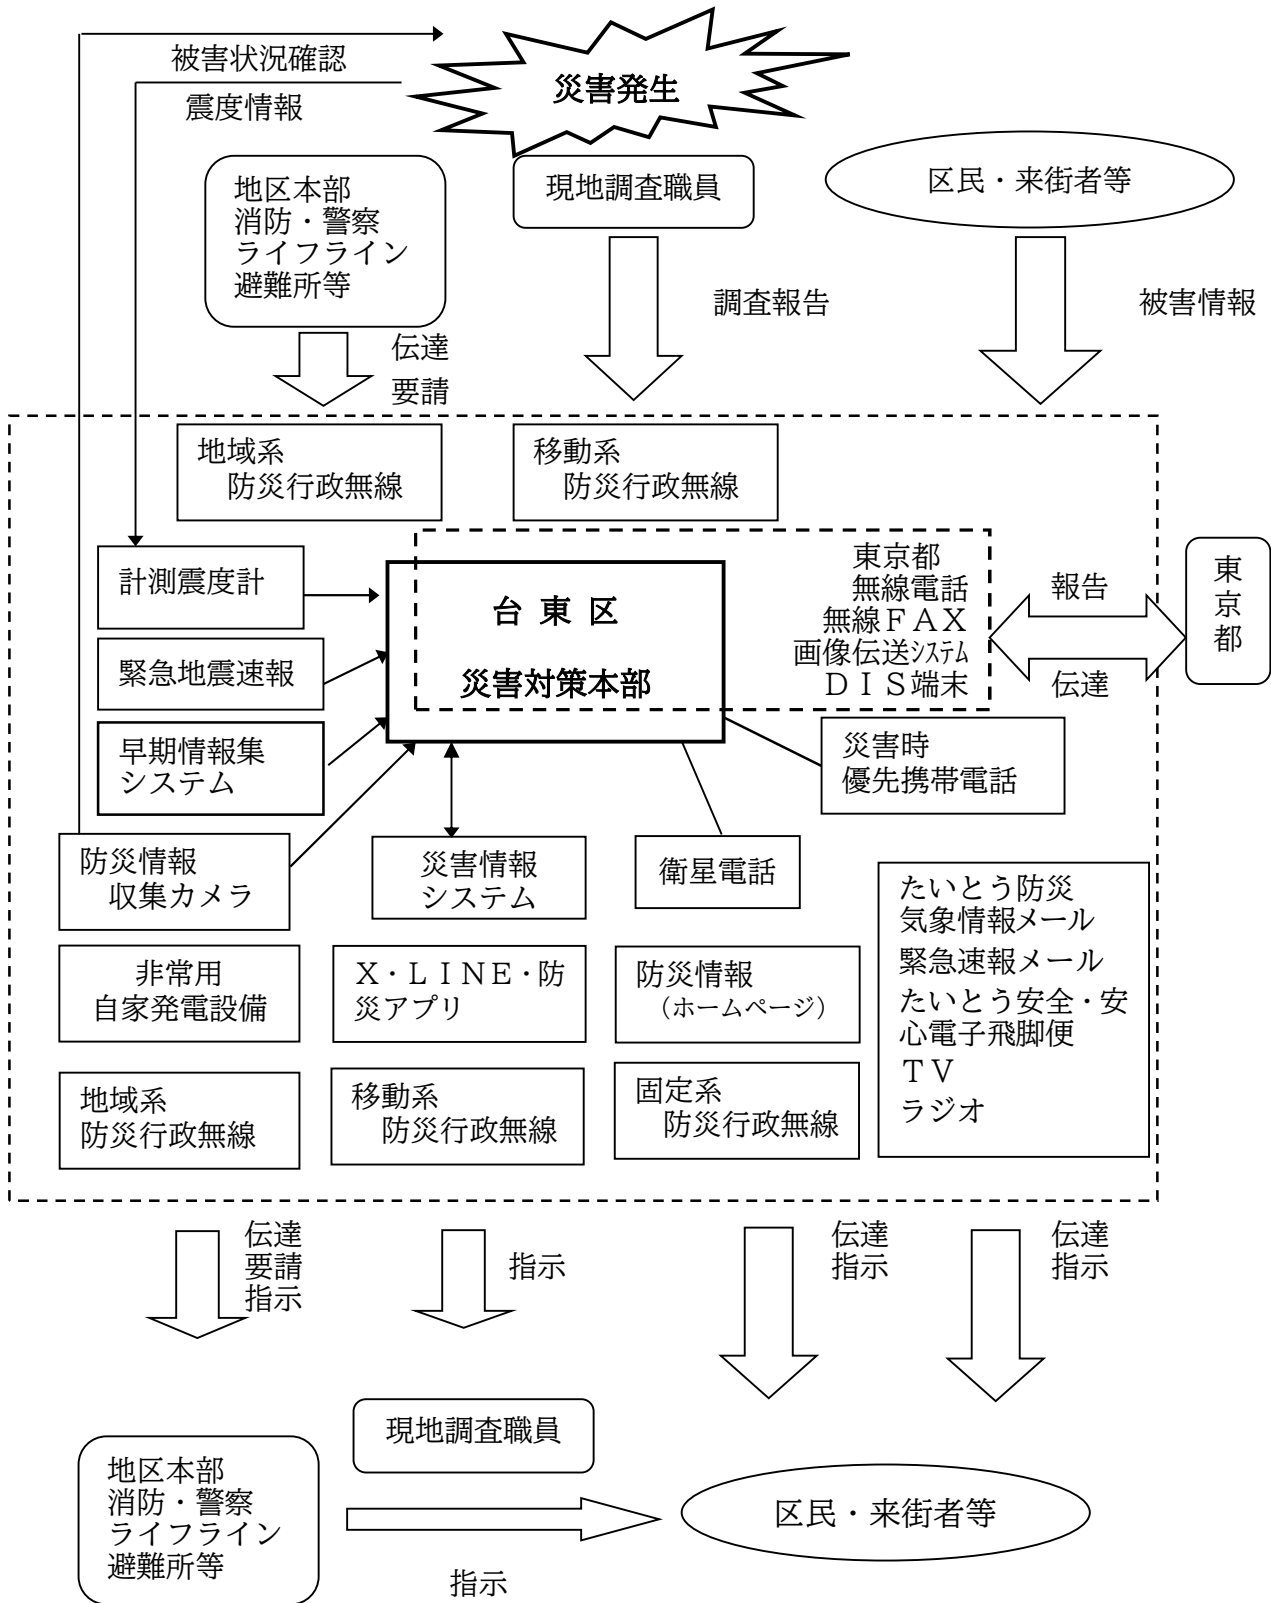 被害状況確認
震度情報
災害発生
地区本部
消防・警察
ライフライン
避難所等
現地調査職員
区民・来街者等
伝達
要請
調査報告
被害情報
地域系
防災行政無線
移動系
防災行政無線
計測震度計
緊急地震速報
早期情報集
システム
台東区
災害対策本部
東京都
無線電話
無線ＦＡＸ
画像伝送ｼｽﾃﾑ
ＤＩＳ端末
報告
伝達
東京都
災害時
優先携帯電話
防災情報
収集カメラ
災害情報
システム
衛星電話
たいとう防災
気象情報メール
緊急速報メール
たいとう安全・安
心電子飛脚便
ＴＶ
ラジオ
非常用
自家発電設備
Ｘ・ＬＩＮＥ・防
災アプリ
防災情報
（ホームページ）
地域系
防災行政無線
移動系
防災行政無線
固定系
防災行政無線
伝達
要請
指示
指示
伝達
指示
伝達
指示
現地調査職員
地区本部
消防・警察
ライフライン
避難所等
指示
区民・来街者等